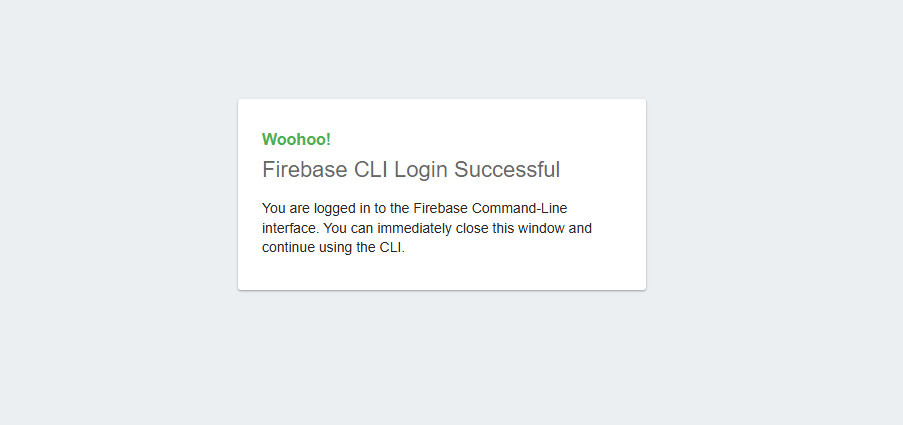 Woohoo!
Firebase CLI Login Successful
You are logged in to the Firebase Command-Line
interface. You can immediately close this window and
continue using the CLI.